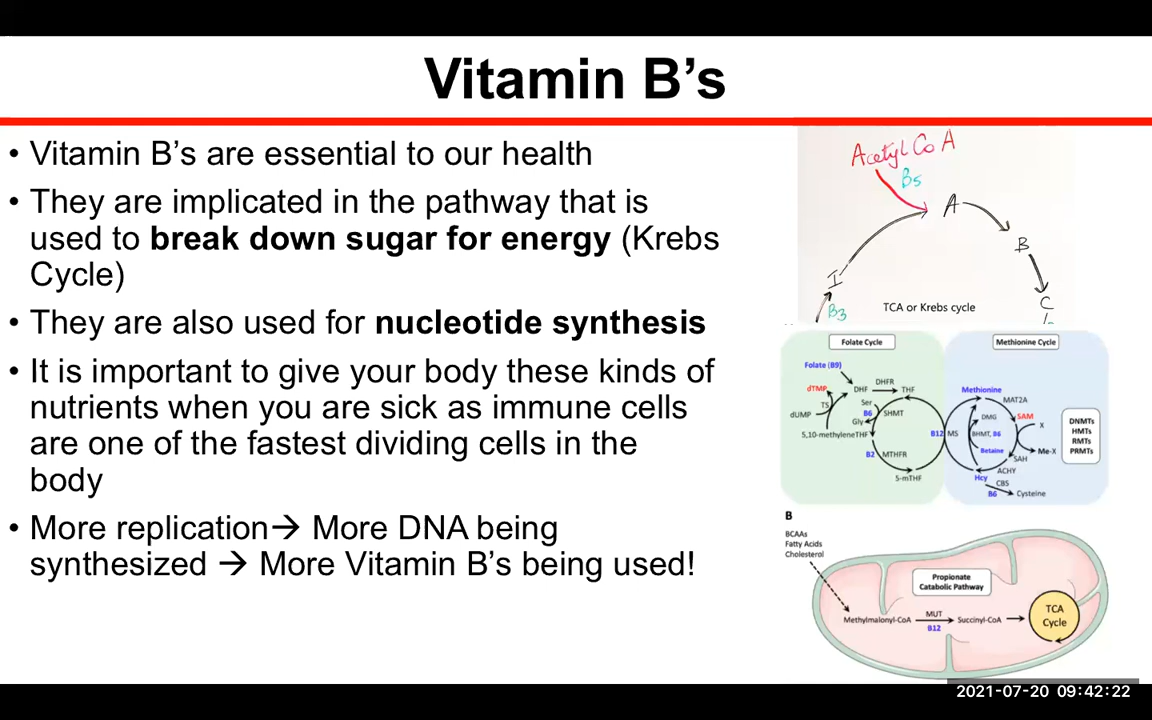 Vitamin B’s
• Vitamin B’s are essential to our health
• They are implicated in the pathway that is
used to break down sugar for energy (Krebs
Cycle)
• They are also used for nucleotide synthesis
• It is important to give your body these kinds of
nutrients when you are sick as immune cells
are one of the fastest dividing cells in the
body
• More replication→ More DNA being
synthesized → More Vitamin B’s being used!
Acetyl CoA
B5
A
B
I
C
B3
TCA or Krebs cycle
Folate Cycle
Methionine Cycle
Folate (B9)
dTMP
DHF
DHFR
THF
TS
Ser
dUMP
B6
SHMT
Gly
5,10-methyleneTHF
B2
MTHFR
5-mTHF
B12
MS
Methionine
MAT2A
DMG
SAM
X
BHMT, B6
Betaine
Me-X
SAH
ACHY
Hcy
CBS
B6
Cysteine
DNMTs
HMTs
RMTs
PRMTs
B
BCAAs
Fatty Acids
Cholesterol
Propionate
Catabolic Pathway
Methylmalonyl-CoA
MUT
B12
Succinyl-CoA
TCA
Cycle
2021-07-20 09:42:22